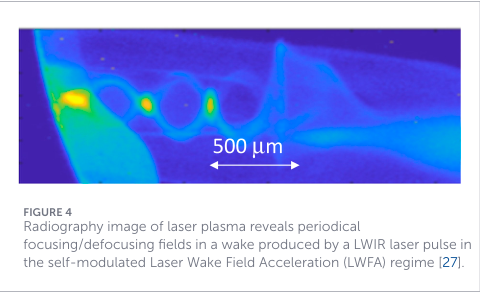 500 μm
FIGURE 4
Radiography image of laser plasma reveals periodical
focusing/defocusing fields in a wake produced by a LWIR laser pulse in
the self-modulated Laser Wake Field Acceleration (LWFA) regime [27].